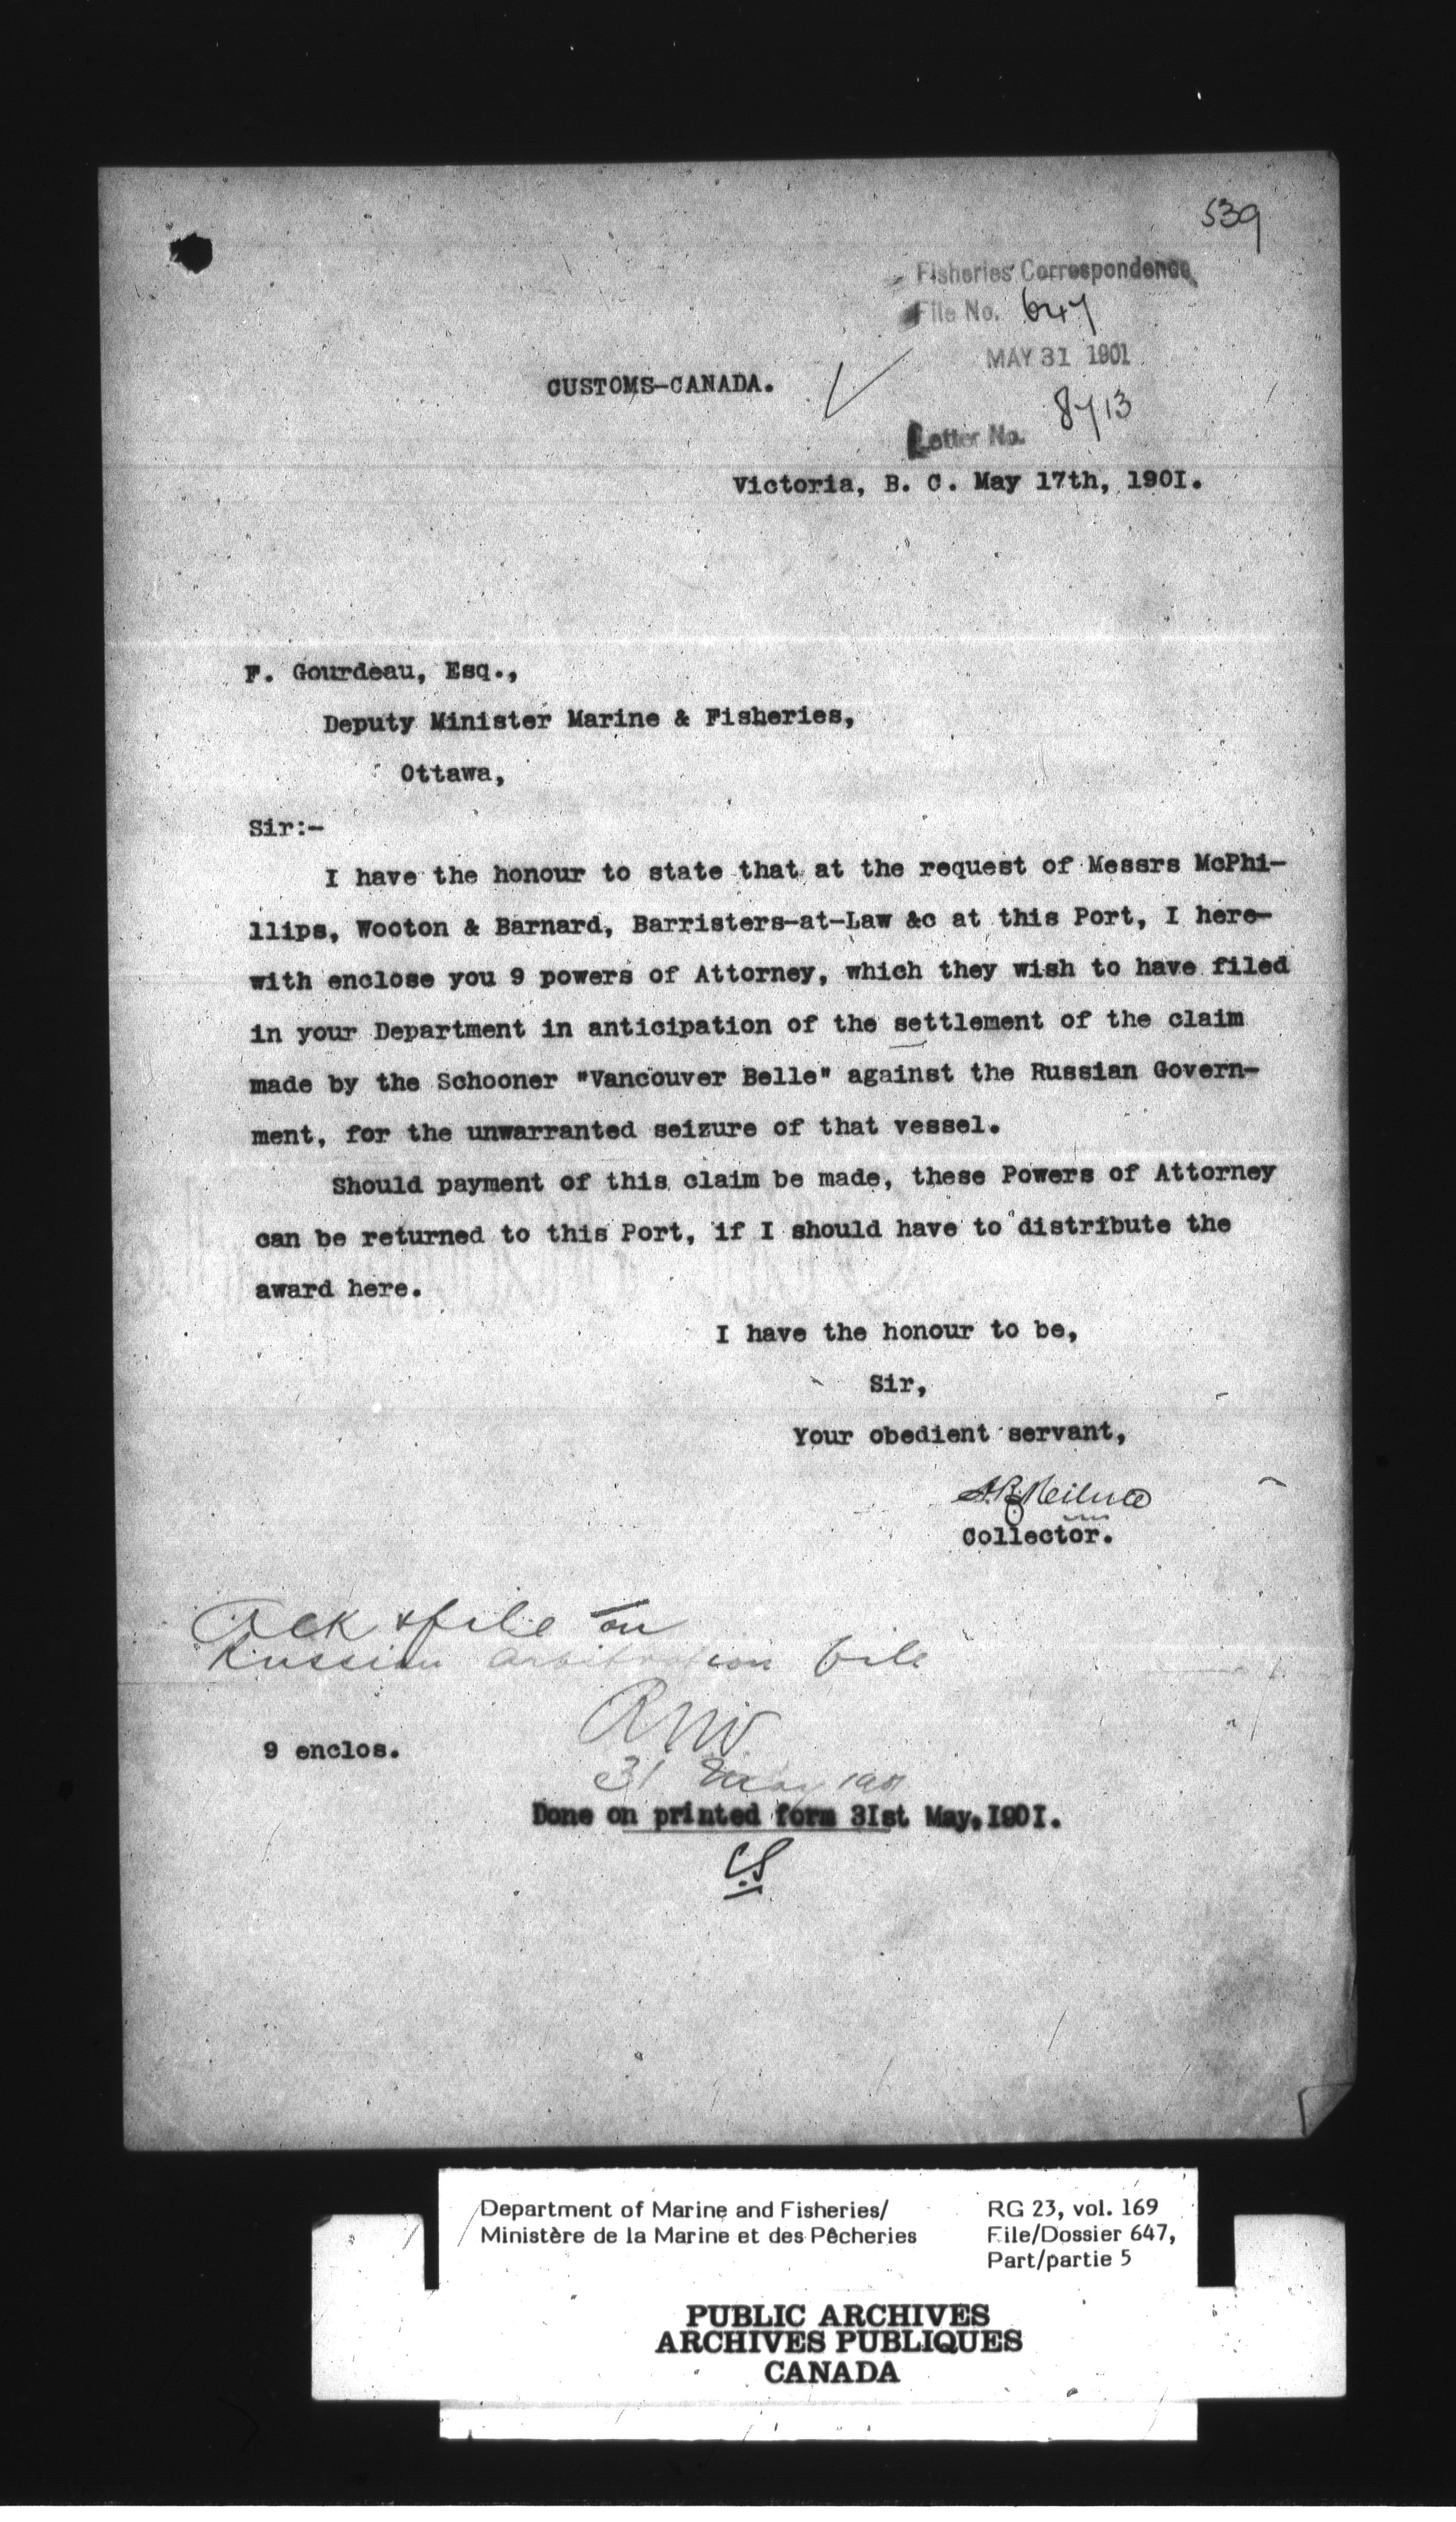 539
Fisheries Correspondence
File No. 647
MAY 31 1901
CUSTOMS-CANADA.
8713
Letter No.
Victoria, B. C. May 17th, 190I.
F. Gourdeau, Esq.,
Deputy Minister Marine & Fisheries,
Ottawa,
Sir:-
I have the honour to state that at the request of Messrs McPhi-
llips, Wooton & Barnard, Barristers-at-Law &c at this Port, I here-
with enclose you 9 powers of Attorney, which they wish to have filed
in your Department in anticipation of the settlement of the claim
made by the Schooner "Vancouver Belle" against the Russian Govern-
ment, for the unwarranted seizure of that vessel.
Should payment of this claim be made, these Powers of Attorney
can be returned to this Port, if I should have to distribute the
award here.
I have the honour to be,
Sir,
Your obedient servant,
Collector.
Ack & file on
Russian Arbitration file
9 enclos.
31 May 1901
Done on printed form 3Ist May, I90I.
CS
Department of Marine and Fisheries/
Ministère de la Marine et des Pêcheries
RG 23, vol. 169
File/Dossier 647,
Part/partie 5
PUBLIC ARCHIVES
ARCHIVES PUBLIQUES
CANADA